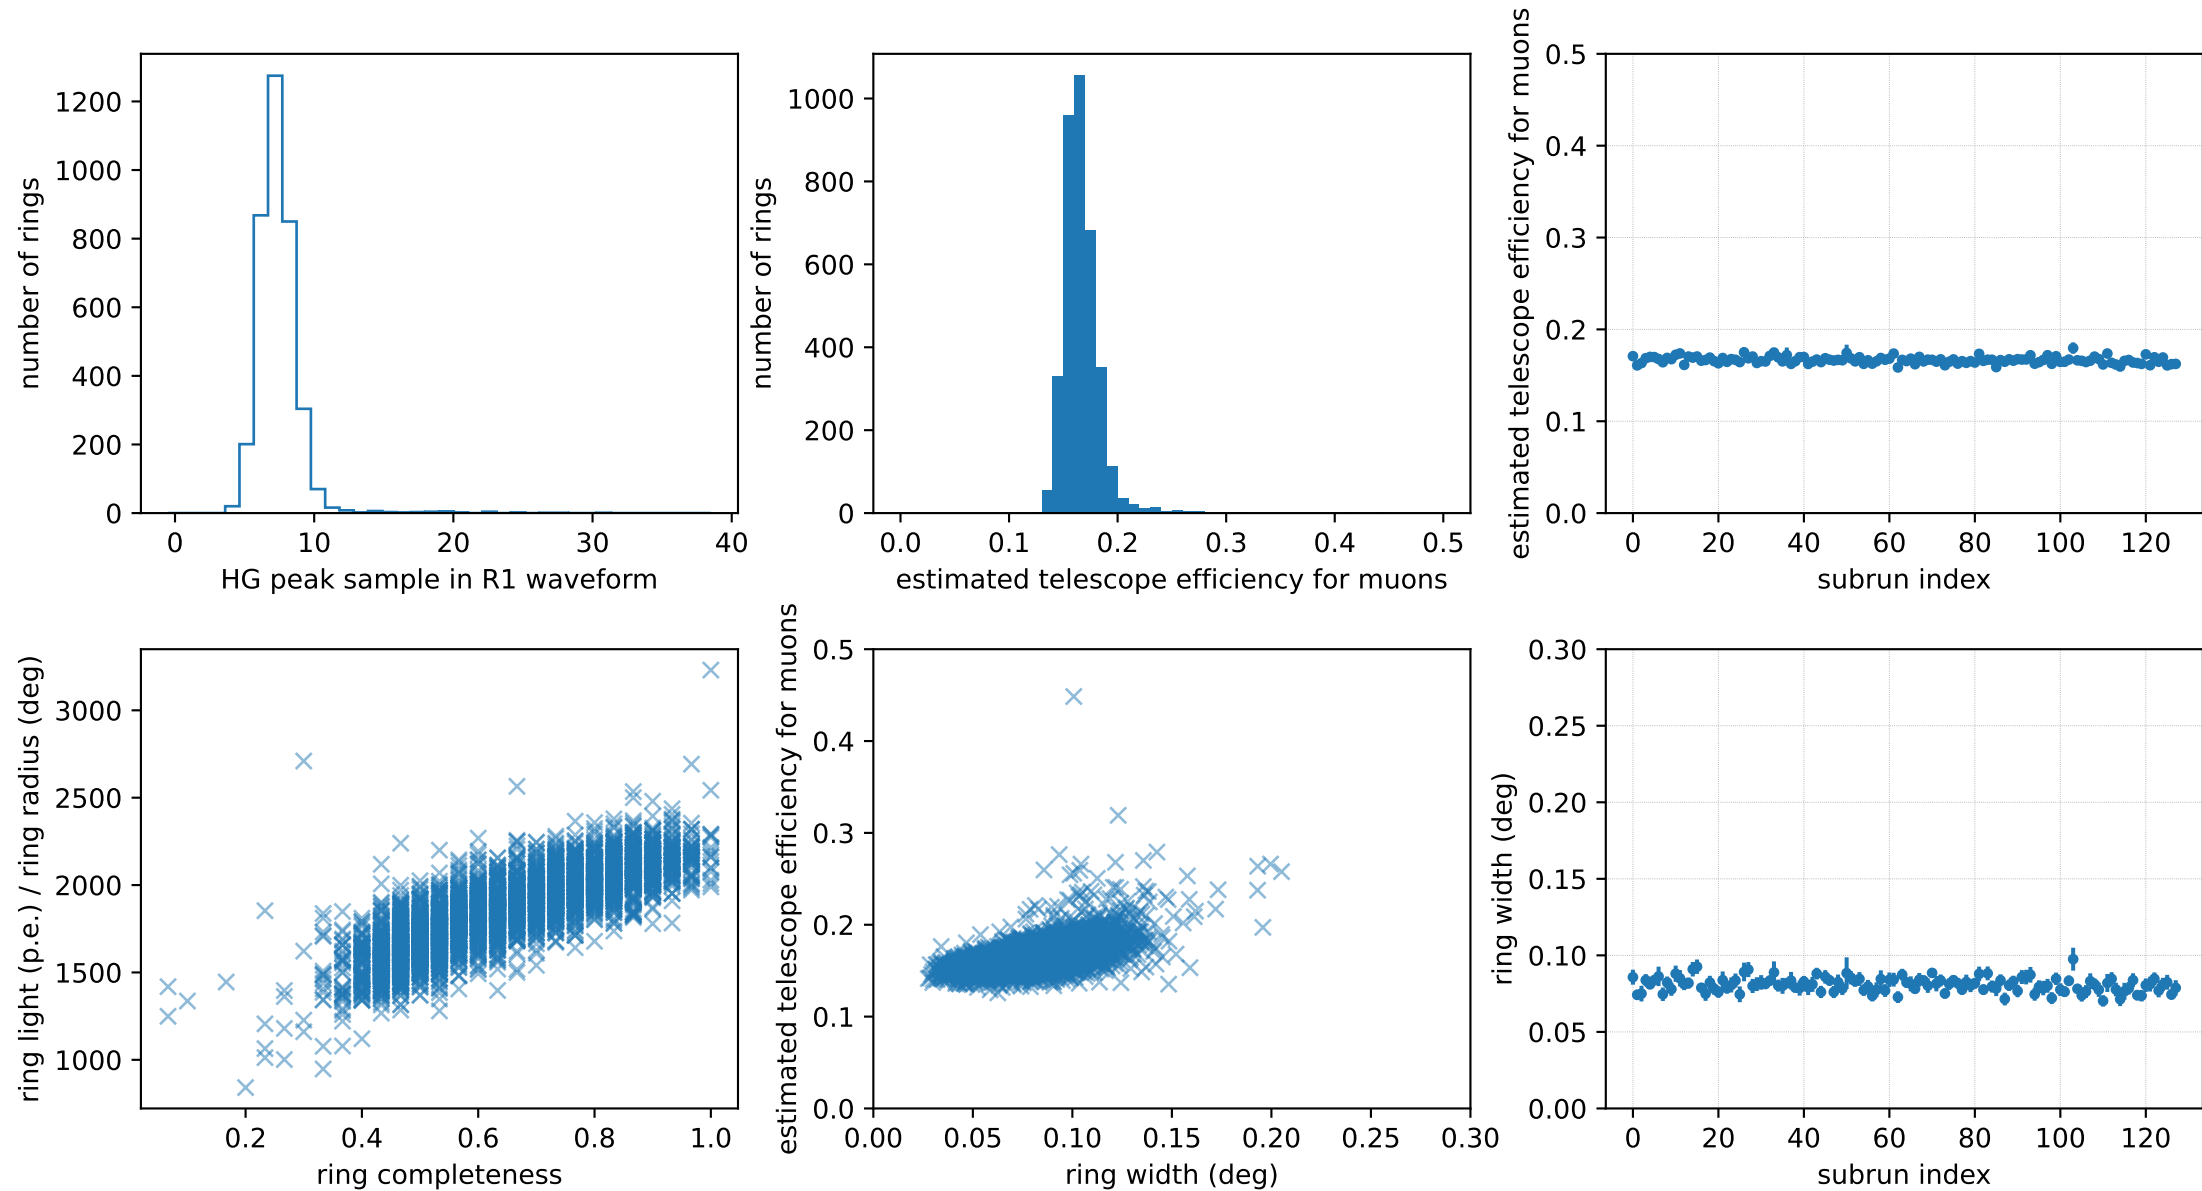 number of rings
1200
1000
800
600
400
200
0
0 10 20 30 40
HG peak sample in R1 waveform
number of rings
1000
800
600
400
200
0
0.0 0.1 0.2 0.3 0.4 0.5
estimated telescope efficiency for muons
estimated telescope efficiency for muons
0.5
0.4
0.3
0.2
0.1
0.0
0 20 40 60 80 100 120
subrun index
ring light (p.e.) / ring radius (deg)
3000
2500
2000
1500
1000
0.2 0.4 0.6 0.8 1.0
ring completeness
estimated telescope efficiency for muons
0.5
0.4
0.3
0.2
0.1
0.0
0.00 0.05 0.10 0.15 0.20 0.25 0.30
ring width (deg)
ring width (deg)
0.30
0.25
0.20
0.15
0.10
0.05
0.00
0 20 40 60 80 100 120
subrun index